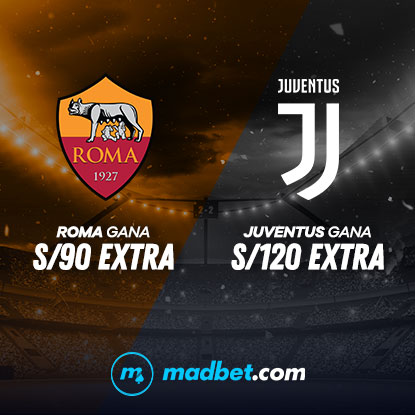 JUVENTUS
ROMA
1927
ROMA GANA
S/90 EXTRA
JUVENTUS GANA
S/120 EXTRA
m
madbet.com